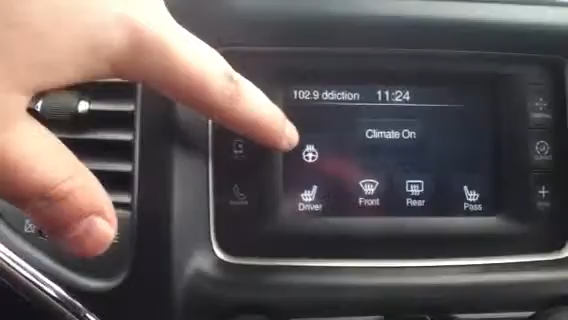 102.9 ddiction 11:24
Climate On
Driver Front Rear Pass